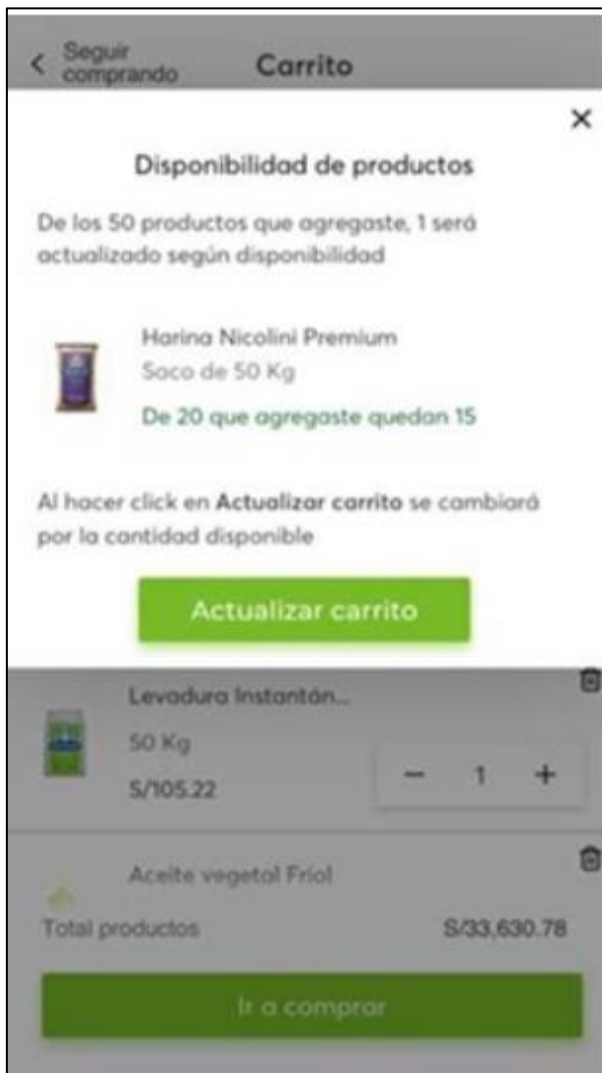 Seguir
comprando
Carrito
Disponibilidad de productos
De los 50 productos que agregaste, 1 será
actualizado según disponibilidad
Harina Nicolini Premium
Saco de 50 Kg
De 20 que agregaste quedan 15
Al hacer click en Actualizar carrito se cambiará
por la cantidad disponible
Actualizar carrito
Levadura Instantán...
50 Kg
S/105.22
− 1 +
Aceite vegetal Friol
Total productos S/33,630.78
Ir a comprar